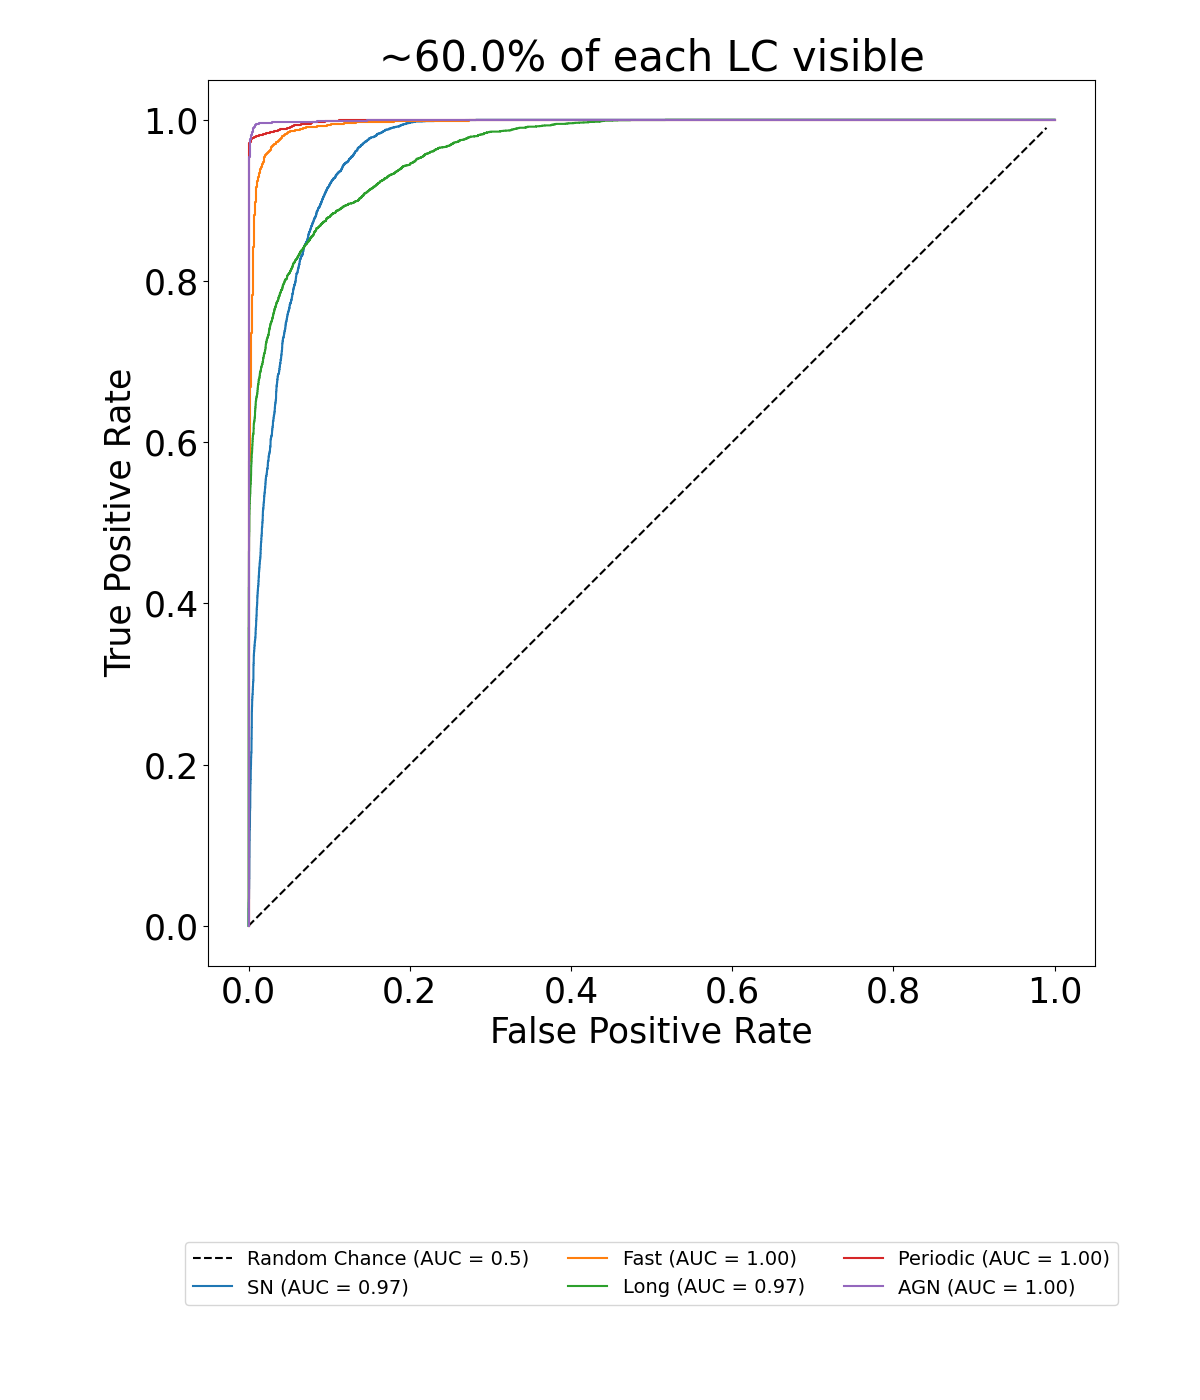 ~60.0% of each LC visible
True Positive Rate
1.0
0.8
0.6
0.4
0.2
0.0
0.0 0.2 0.4 0.6 0.8 1.0
False Positive Rate
Random Chance (AUC = 0.5) Fast (AUC = 1.00) Periodic (AUC = 1.00)
SN (AUC = 0.97) Long (AUC = 0.97) AGN (AUC = 1.00)